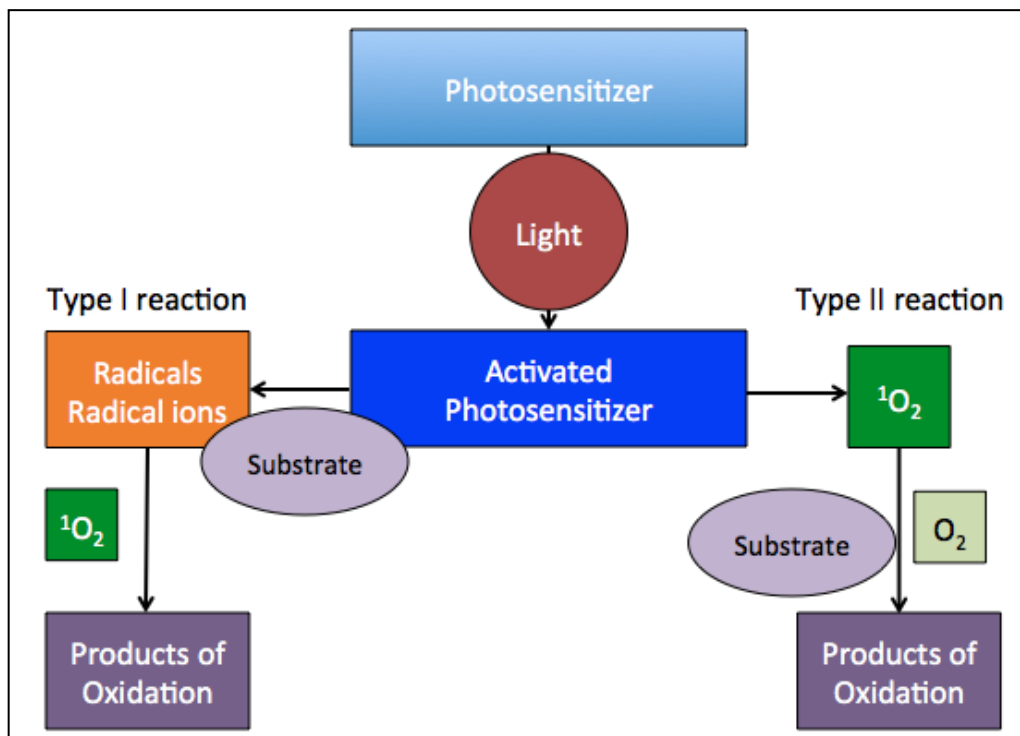 Photosensitizer
Light
Type I reaction
Type II reaction
Radicals
Radical ions
Activated
Photosensitizer
¹O₂
Substrate
¹O₂
Substrate
O₂
Products of
Oxidation
Products of
Oxidation